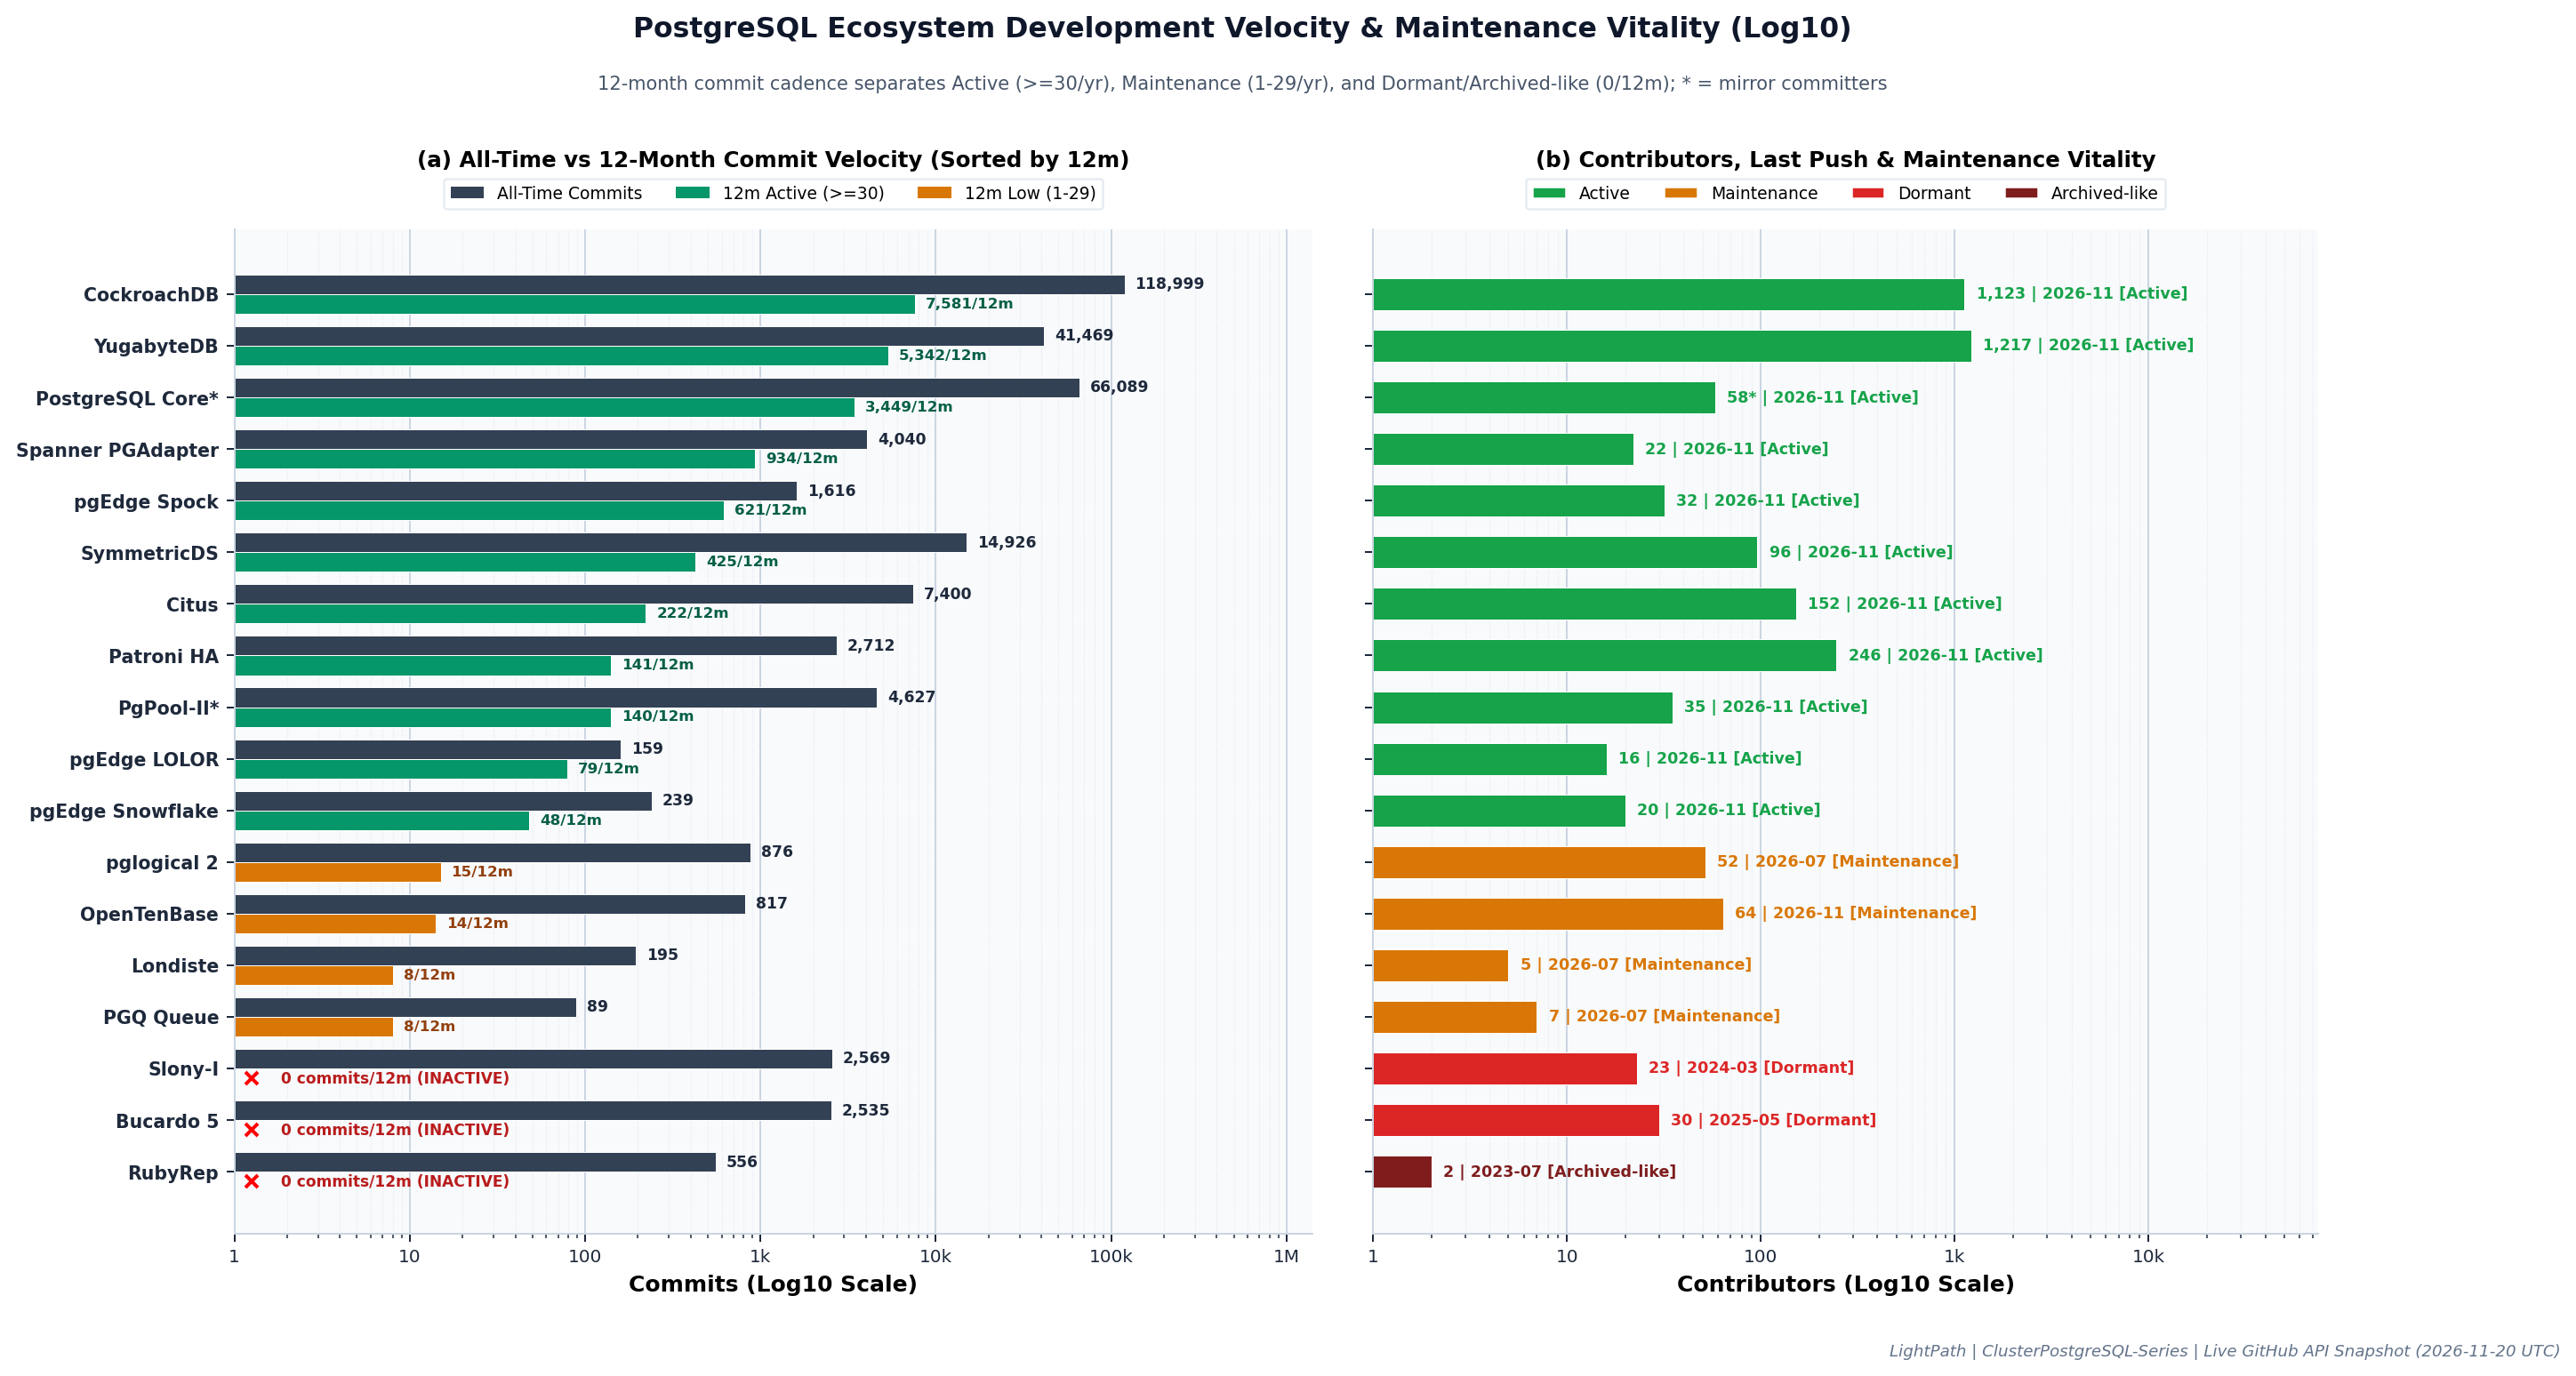 PostgreSQL Ecosystem Development Velocity & Maintenance Vitality (Log10)
12-month commit cadence separates Active (>=30/yr), Maintenance (1-29/yr), and Dormant/Archived-like (0/12m); * = mirror committers
(a) All-Time vs 12-Month Commit Velocity (Sorted by 12m)
All-Time Commits 12m Active (>=30) 12m Low (1-29)
CockroachDB 118,999
7,581/12m
YugabyteDB 41,469
5,342/12m
PostgreSQL Core* 66,089
3,449/12m
Spanner PGAdapter 4,040
934/12m
pgEdge Spock 1,616
621/12m
SymmetricDS 14,926
425/12m
Citus 7,400
222/12m
Patroni HA 2,712
141/12m
PgPool-II* 4,627
140/12m
pgEdge LOLOR 159
79/12m
pgEdge Snowflake 239
48/12m
pglogical 2 876
15/12m
OpenTenBase 817
14/12m
Londiste 195
8/12m
PGQ Queue 89
8/12m
Slony-I 2,569
0 commits/12m (INACTIVE)
Bucardo 5 2,535
0 commits/12m (INACTIVE)
RubyRep 556
0 commits/12m (INACTIVE)
1 10 100 1k 10k 100k 1M
Commits (Log10 Scale)
(b) Contributors, Last Push & Maintenance Vitality
Active Maintenance Dormant Archived-like
1,123 | 2026-11 [Active]
1,217 | 2026-11 [Active]
58* | 2026-11 [Active]
22 | 2026-11 [Active]
32 | 2026-11 [Active]
96 | 2026-11 [Active]
152 | 2026-11 [Active]
246 | 2026-11 [Active]
35 | 2026-11 [Active]
16 | 2026-11 [Active]
20 | 2026-11 [Active]
52 | 2026-07 [Maintenance]
64 | 2026-11 [Maintenance]
5 | 2026-07 [Maintenance]
7 | 2026-07 [Maintenance]
23 | 2024-03 [Dormant]
30 | 2025-05 [Dormant]
2 | 2023-07 [Archived-like]
1 10 100 1k 10k
Contributors (Log10 Scale)
LightPath | ClusterPostgreSQL-Series | Live GitHub API Snapshot (2026-11-20 UTC)